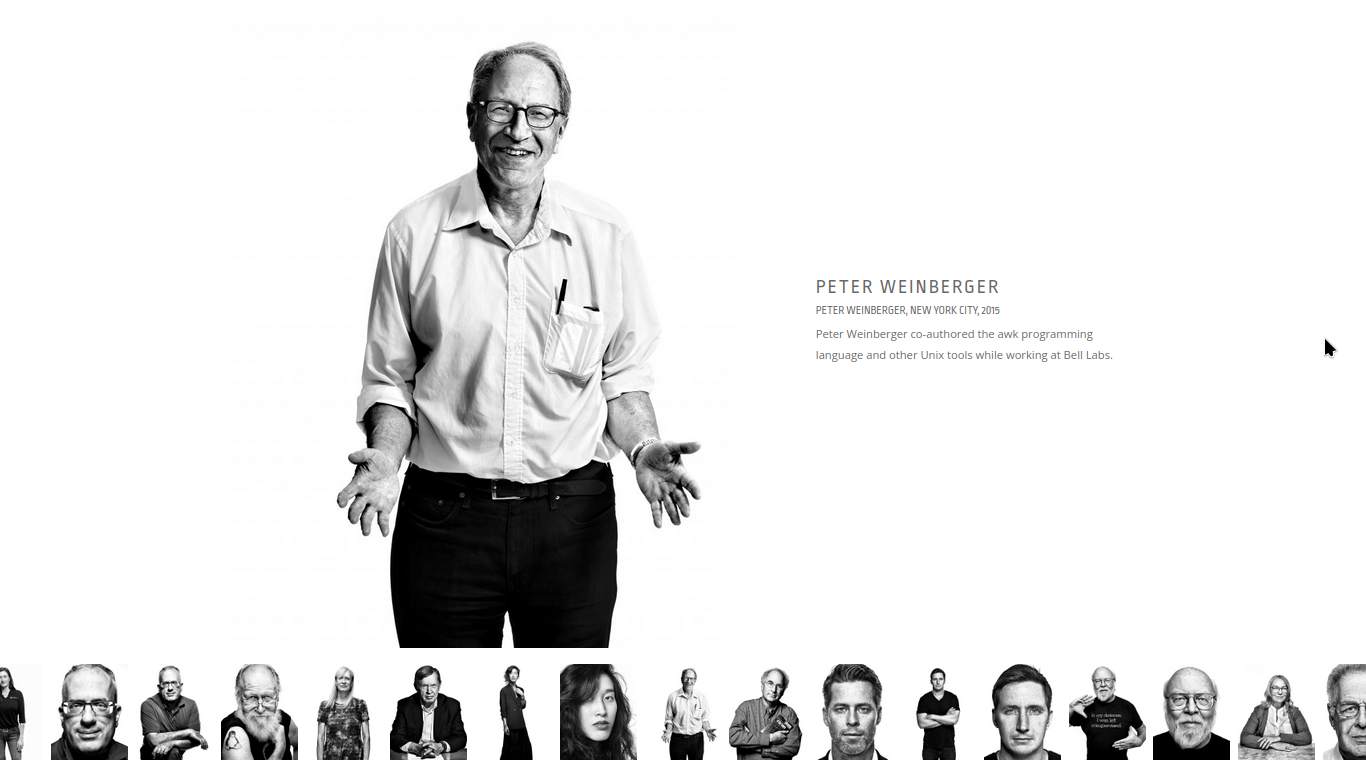 PETER WEINBERGER
PETER WEINBERGER, NEW YORK CITY, 2015
Peter Weinberger co-authored the awk programming
language and other Unix tools while working at Bell Labs.